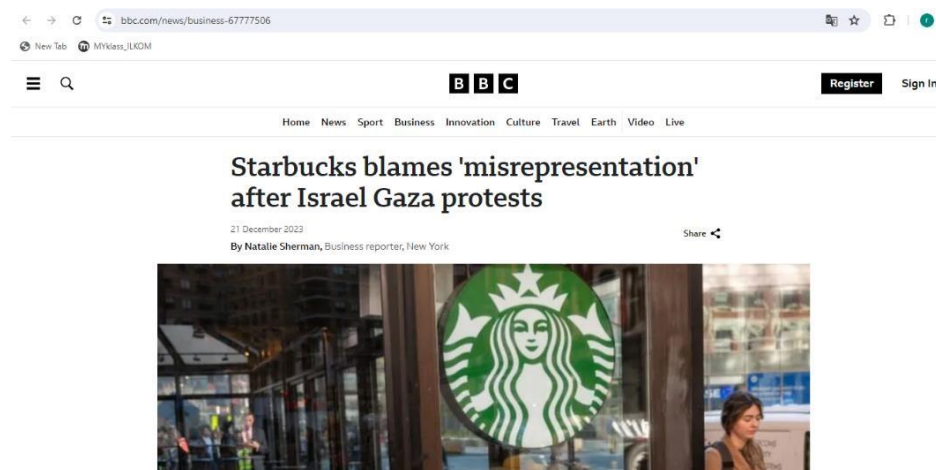 bbc.com/news/business-67777506
New Tab MYklass_ILKOM
BBC
Register Sign In
Home News Sport Business Innovation Culture Travel Earth Video Live
Starbucks blames 'misrepresentation'
after Israel Gaza protests
21 December 2023
Share
By Natalie Sherman, Business reporter, New York